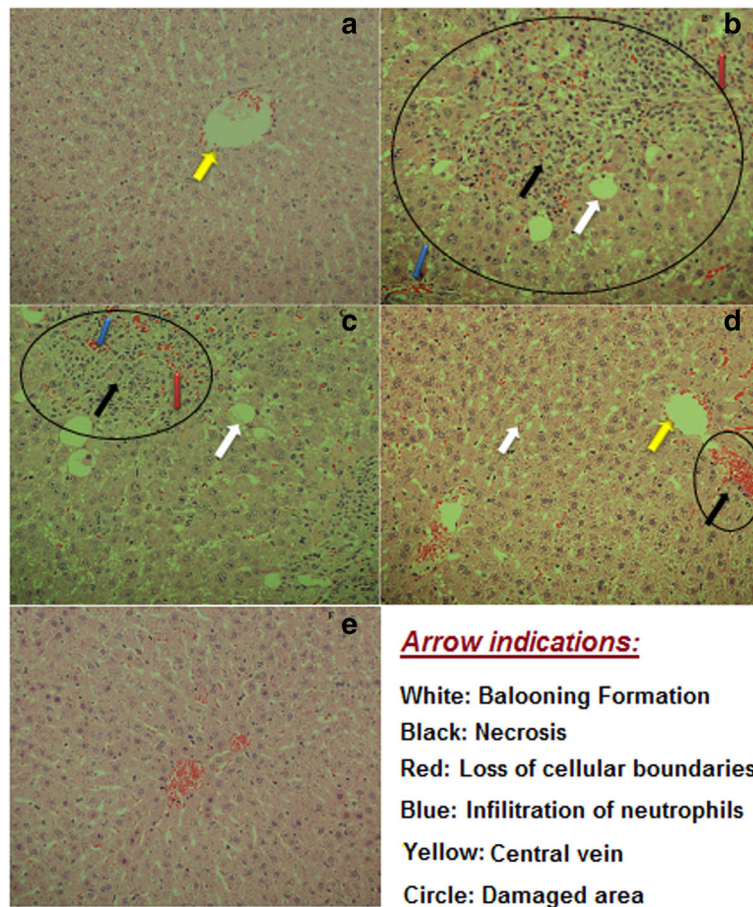 a
b
c
d
e
Arrow indications:
White: Balooning Formation
Black: Necrosis
Red: Loss of cellular boundaries
Blue: Infilitration of neutrophils
Yellow: Central vein
Circle: Damaged area